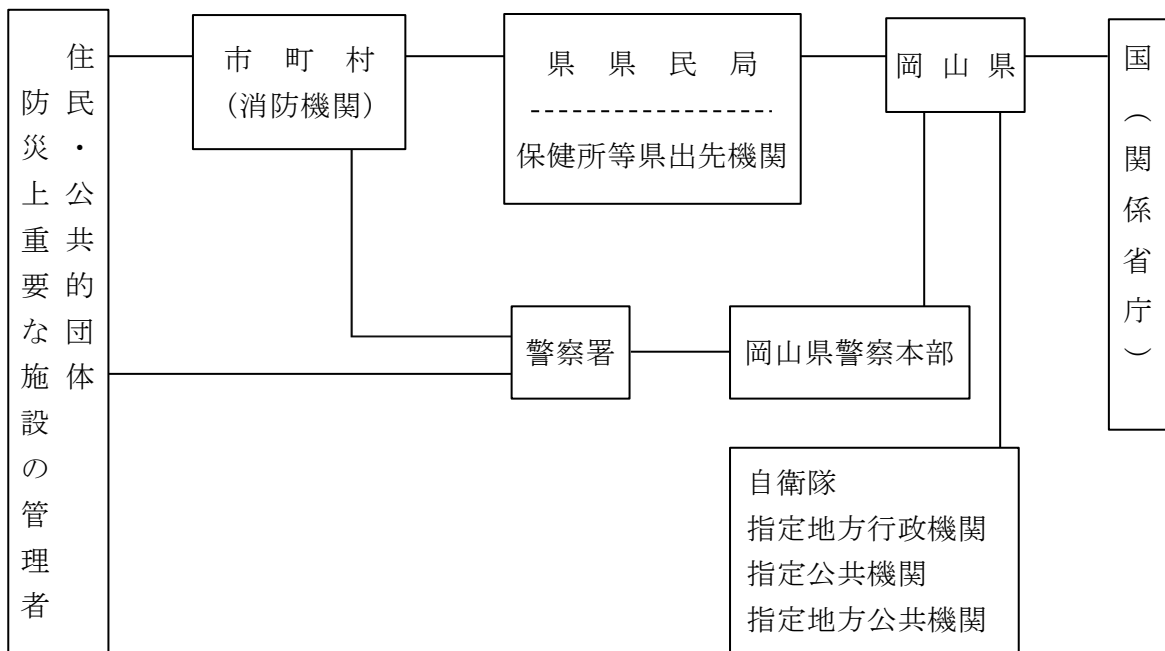 住民・公共的団体
防災上重要な施設の管理者
市町村
(消防機関)
県県民局
保健所等県出先機関
岡山県
国(関係省庁)
警察署
岡山県警察本部
自衛隊
指定地方行政機関
指定公共機関
指定地方公共機関